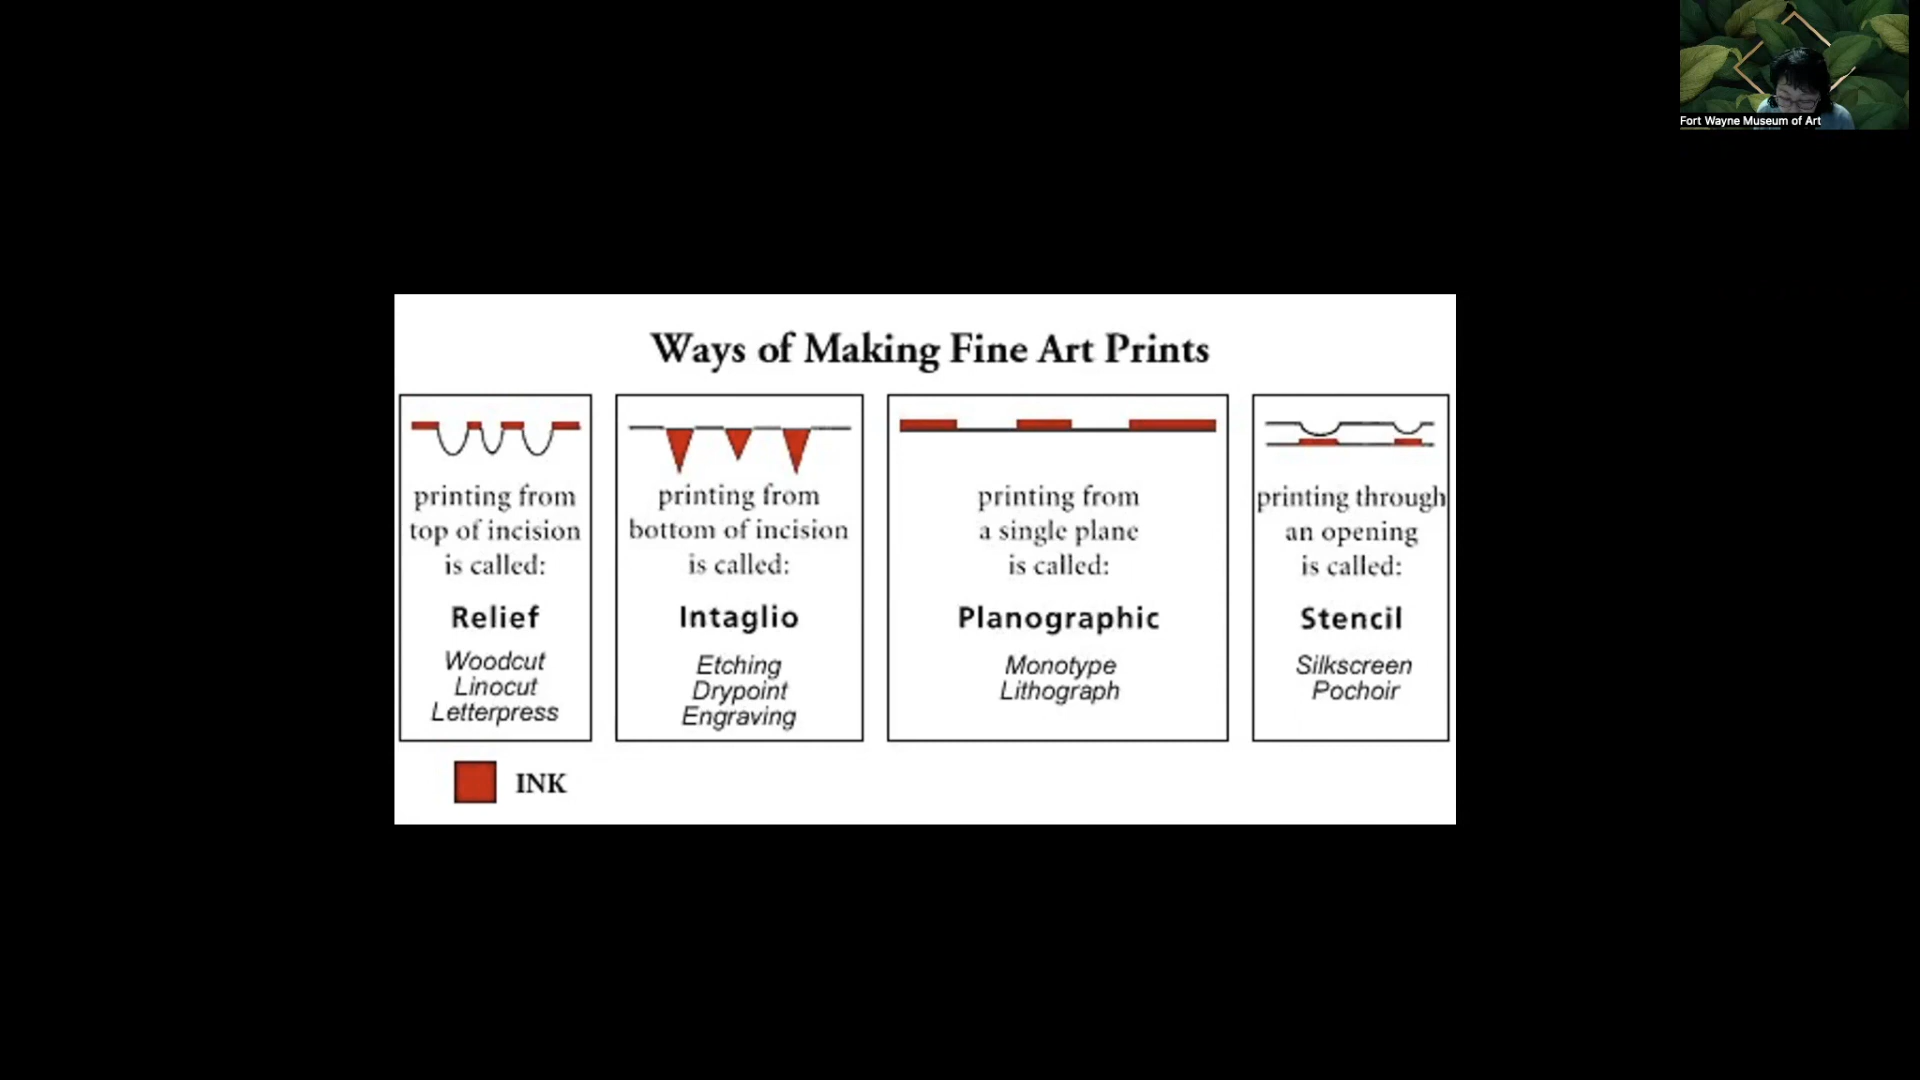 Fort Wayne Museum of Art
Ways of Making Fine Art Prints
printing from
top of incision
is called:
Relief
Woodcut
Linocut
Letterpress
printing from
bottom of incision
is called:
Intaglio
Etching
Drypoint
Engraving
printing from
a single plane
is called:
Planographic
Monotype
Lithograph
printing through
an opening
is called:
Stencil
Silkscreen
Pochoir
INK